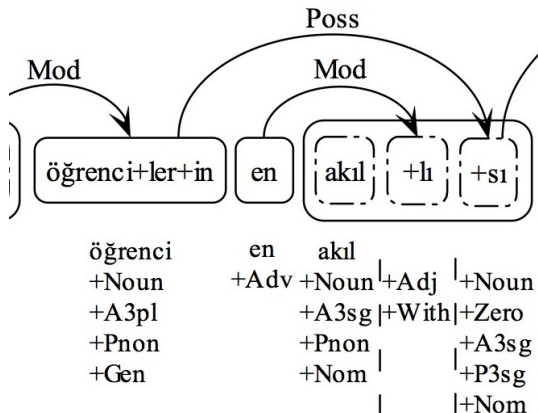 Poss
Mod Mod
öğrenci+ler+in en akıl +lı +sı
öğrenci en akıl
+Noun +Adv +Noun +Adj +Noun
+A3pl +A3sg +With +Zero
+Pnon +Pnon +A3sg
+Gen +Nom +P3sg
+Nom